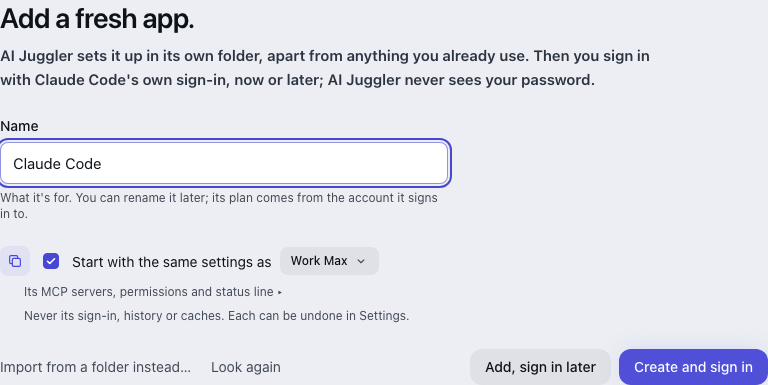 Add a fresh app.
AI Juggler sets it up in its own folder, apart from anything you already use. Then you sign in
with Claude Code's own sign-in, now or later; AI Juggler never sees your password.
Name
Claude Code
What it's for. You can rename it later; its plan comes from the account it signs
in to.
Start with the same settings as Work Max
Its MCP servers, permissions and status line ▸
Never its sign-in, history or caches. Each can be undone in Settings.
Import from a folder instead... Look again Add, sign in later Create and sign in